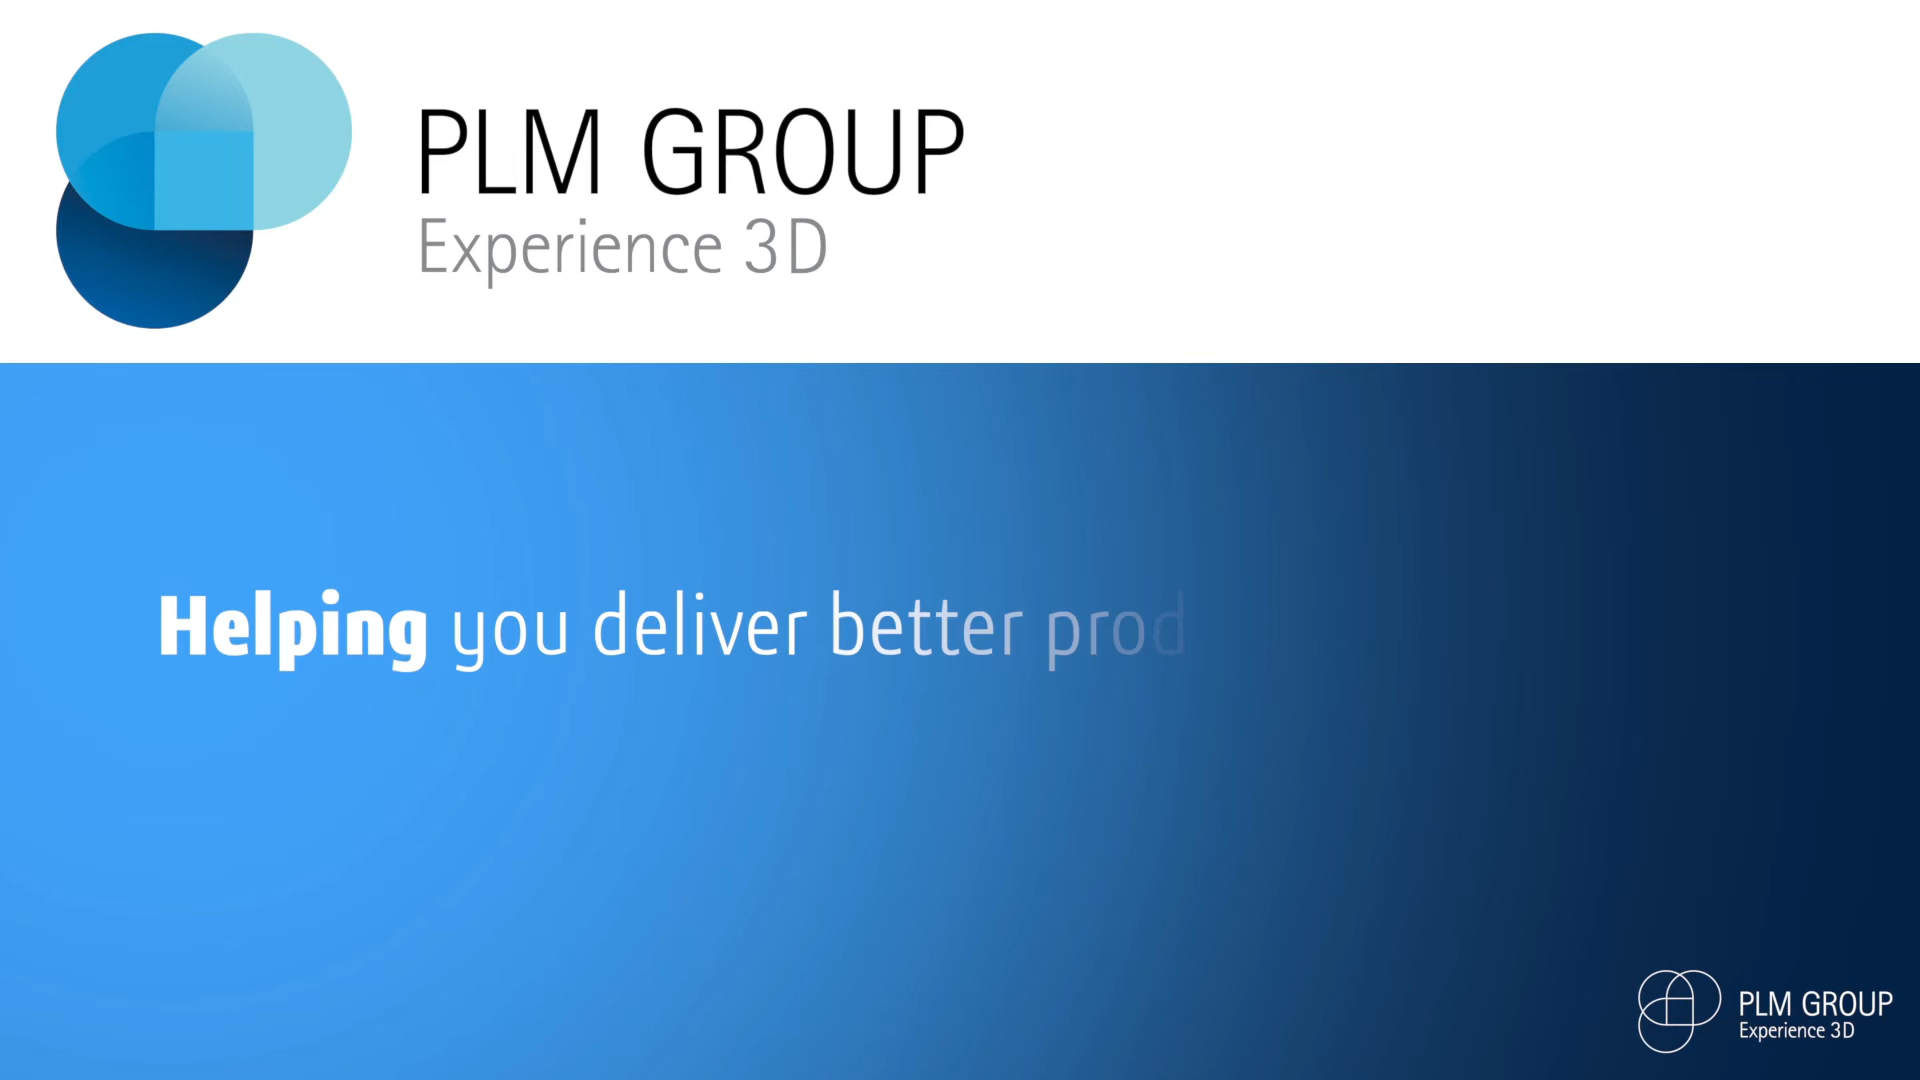 PLM GROUP
Experience 3D
Helping you deliver better prod
PLM GROUP
Experience 3D